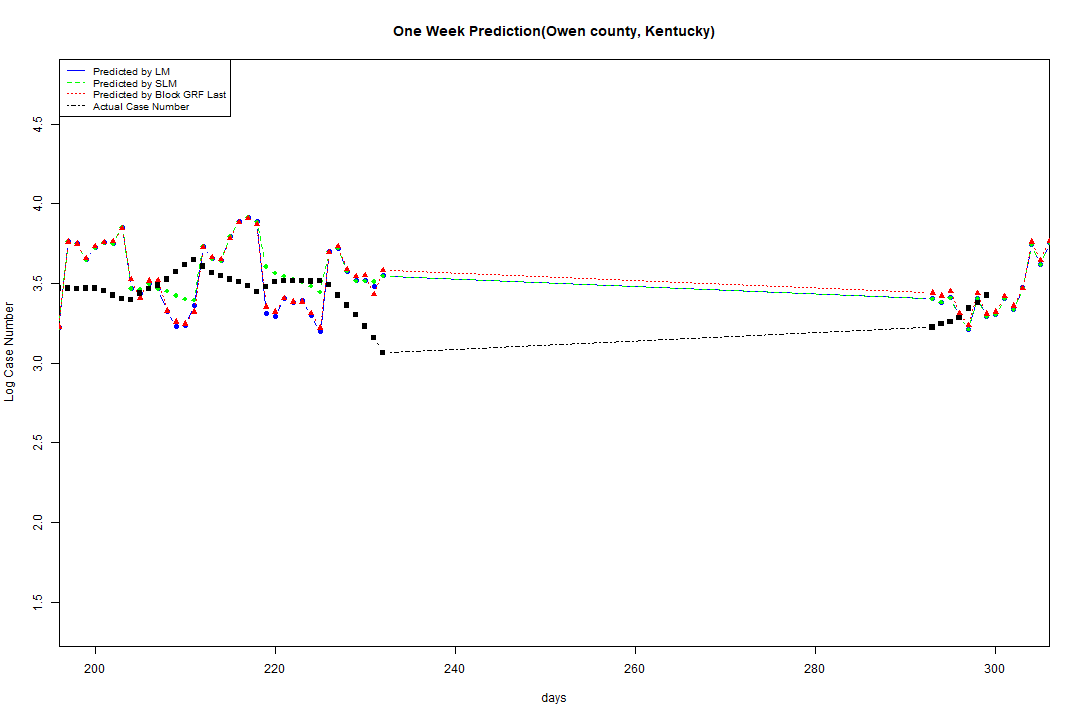 One Week Prediction(Owen county, Kentucky)
Predicted by LM
Predicted by SLM
Predicted by Block GRF Last
Actual Case Number
4.5
4.0
3.5
3.0
2.5
2.0
1.5
Log Case Number
200 220 240 260 280 300
days